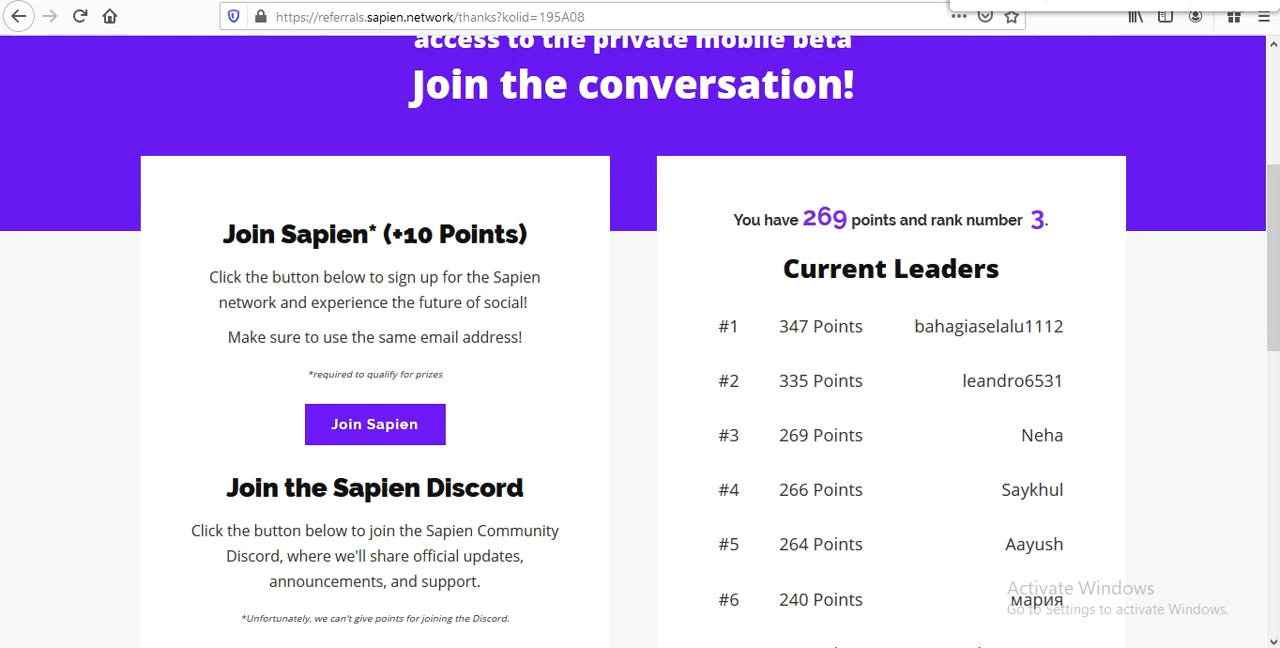 https://referrals.sapien.network/thanks?kolid=195A08
access to the private mobile beta
Join the conversation!
Join Sapien* (+10 Points)
Click the button below to sign up for the Sapien
network and experience the future of social!
Make sure to use the same email address!
*required to qualify for prizes
Join Sapien
Join the Sapien Discord
Click the button below to join the Sapien Community
Discord, where we'll share official updates,
announcements, and support.
*Unfortunately, we can't give points for joining the Discord.
You have 269 points and rank number 3.
Current Leaders
#1 347 Points bahagiaselalu1112
#2 335 Points leandro6531
#3 269 Points Neha
#4 266 Points Saykhul
#5 264 Points Aayush
#6 240 Points мария
Activate Windows
Go to Settings to activate Windows.